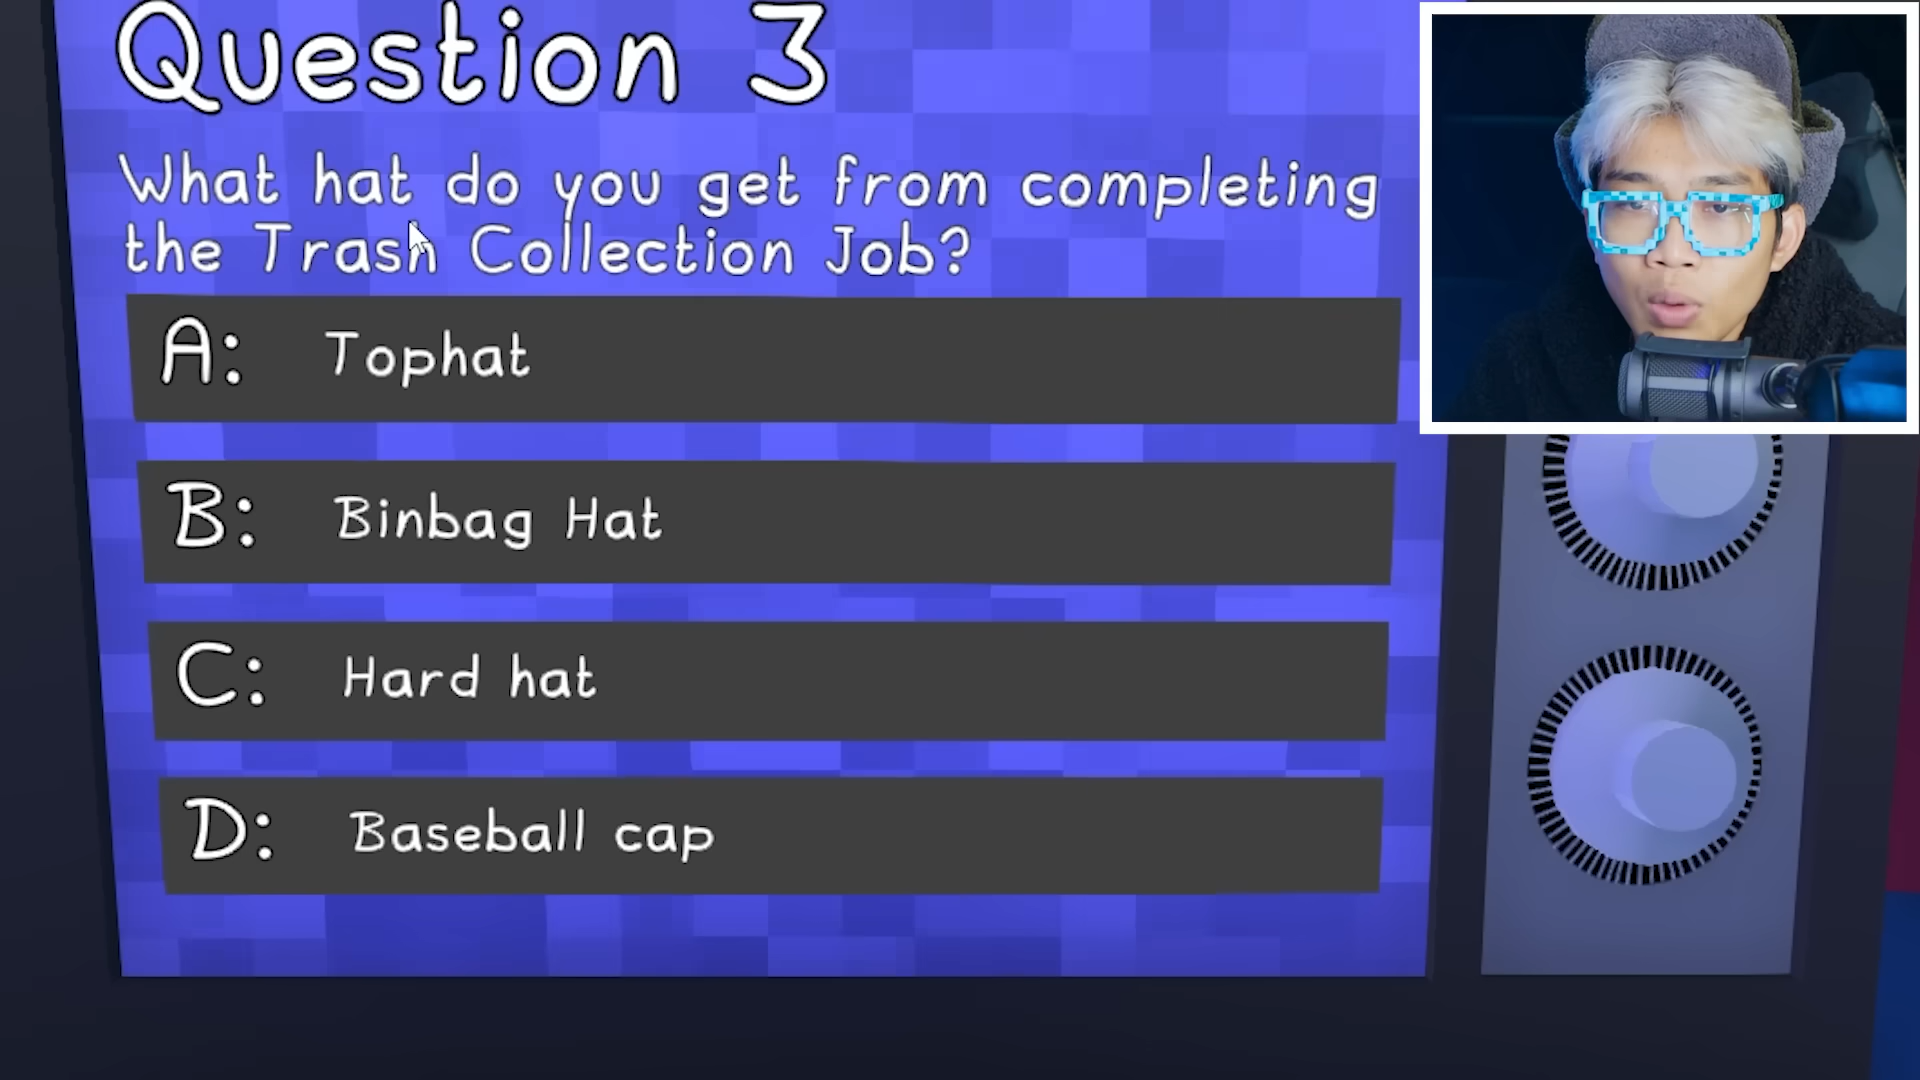 Question 3
What hat do you get from completing
the Trash Collection Job?
A: Tophat
B: Binbag Hat
C: Hard hat
D: Baseball cap